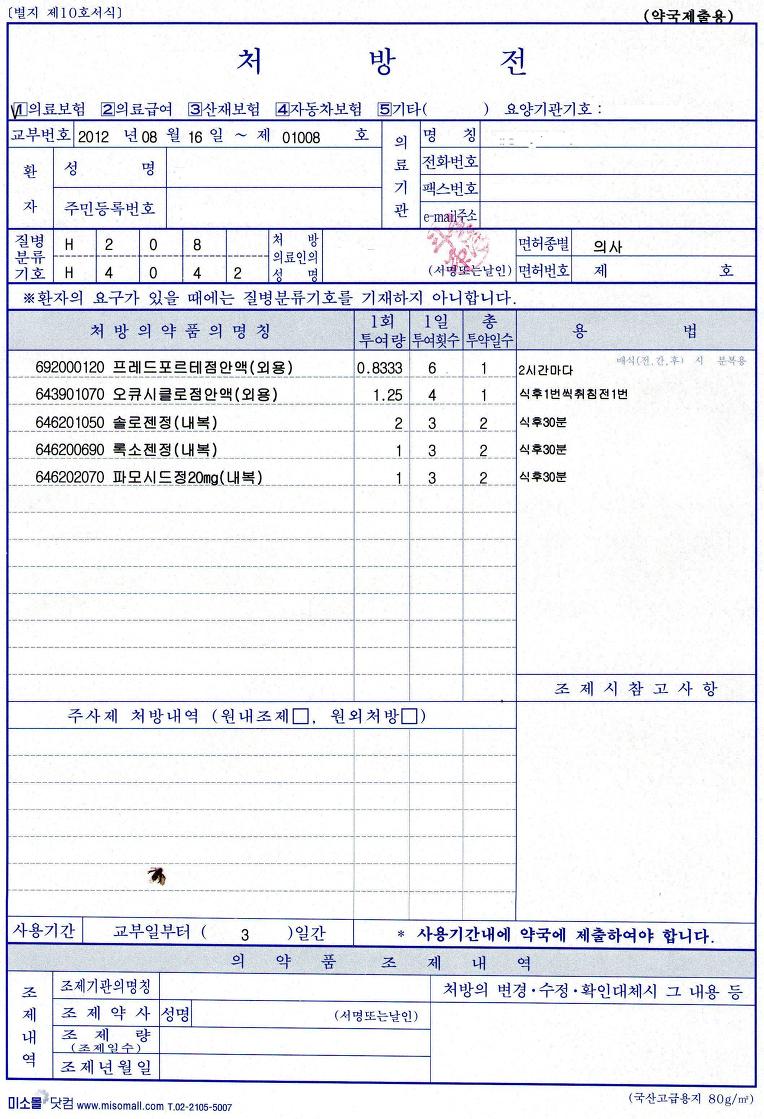 [별지 제10호서식]
(약국제출용)
처 방 전
1의료보험 2의료급여 3산재보험 4자동차보험 5기타( ) 요양기관기호 :
교부번호 2012 년 08 월 16 일 ~ 제 01008 호
환자
성 명
주민등록번호
의료기관
명 칭
전화번호
팩스번호
e-mail주소
질병분류기호
H 2 0 8
H 4 0 4 2
처 방 의료인의 성 명
(서명또는날인)
면허종별 의사
면허번호 제 호
※환자의 요구가 있을 때에는 질병분류기호를 기재하지 아니합니다.
처 방 의 약 품 의 명 칭 1회 투여량 1일 투여횟수 총 투약일수 용 법
매식(전,간,후) 시 분복용
692000120 프레드포르테점안액(외용) 0.8333 6 1 2시간마다
643901070 오큐시클로점안액(외용) 1.25 4 1 식후1번씩취침전1번
646201050 솔로젠정(내복) 2 3 2 식후30분
646200690 록소젠정(내복) 1 3 2 식후30분
646202070 파모시드정20mg(내복) 1 3 2 식후30분
조 제 시 참 고 사 항
주사제 처방내역 (원내조제□, 원외처방□)
사용기간 교부일부터 ( 3 )일간 * 사용기간내에 약국에 제출하여야 합니다.
의 약 품 조 제 내 역
조제내역
조제기관의명칭
처방의 변경·수정·확인대체시 그 내용 등
조 제 약 사 성명 (서명또는날인)
조 제 량
(조제일수)
조제년월일
미소몰닷컴 www.misomall.com T.02-2105-5007
(국산고급용지 80g/㎡)